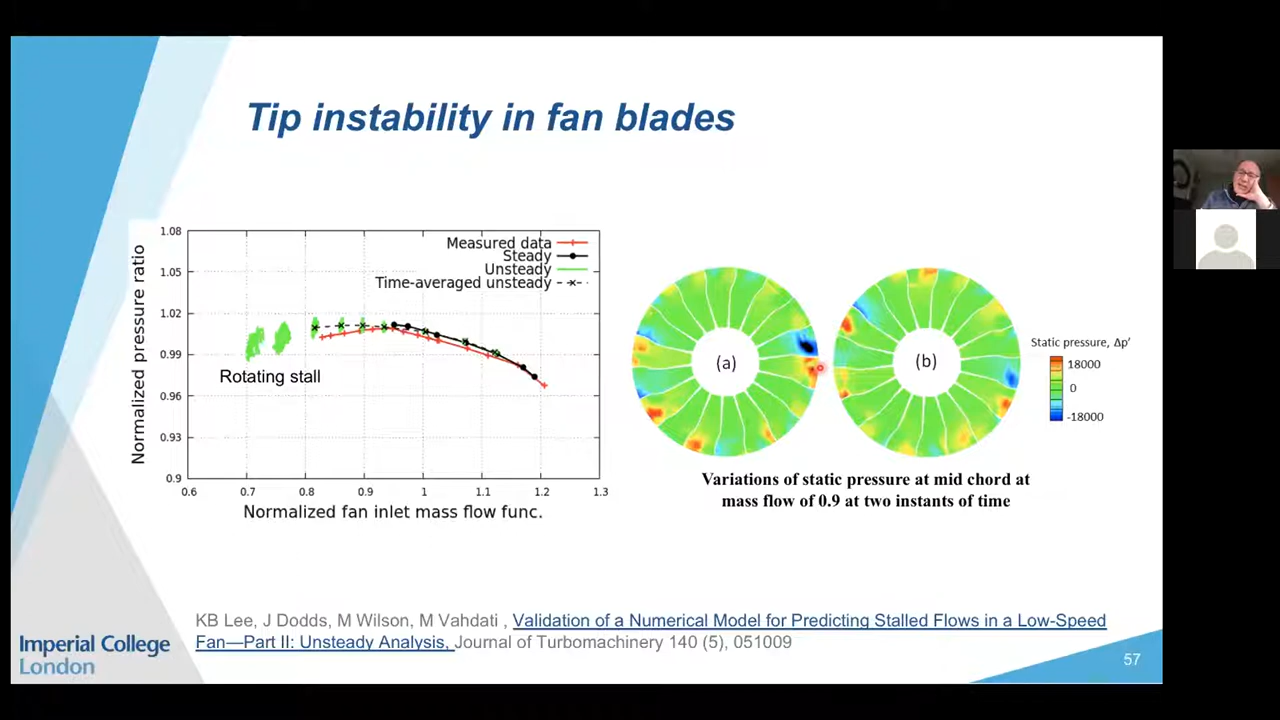 Tip instability in fan blades
1.08
1.05
1.02
0.99
0.96
0.93
0.9
Normalized pressure ratio
Measured data
Steady
Unsteady
Time-averaged unsteady
Rotating stall
0.6 0.7 0.8 0.9 1 1.1 1.2 1.3
Normalized fan inlet mass flow func.
(a)
(b)
Static pressure, Δp’
18000
0
-18000
Variations of static pressure at mid chord at
mass flow of 0.9 at two instants of time
KB Lee, J Dodds, M Wilson, M Vahdati , Validation of a Numerical Model for Predicting Stalled Flows in a Low-Speed
Fan—Part II: Unsteady Analysis, Journal of Turbomachinery 140 (5), 051009
Imperial College
London
57